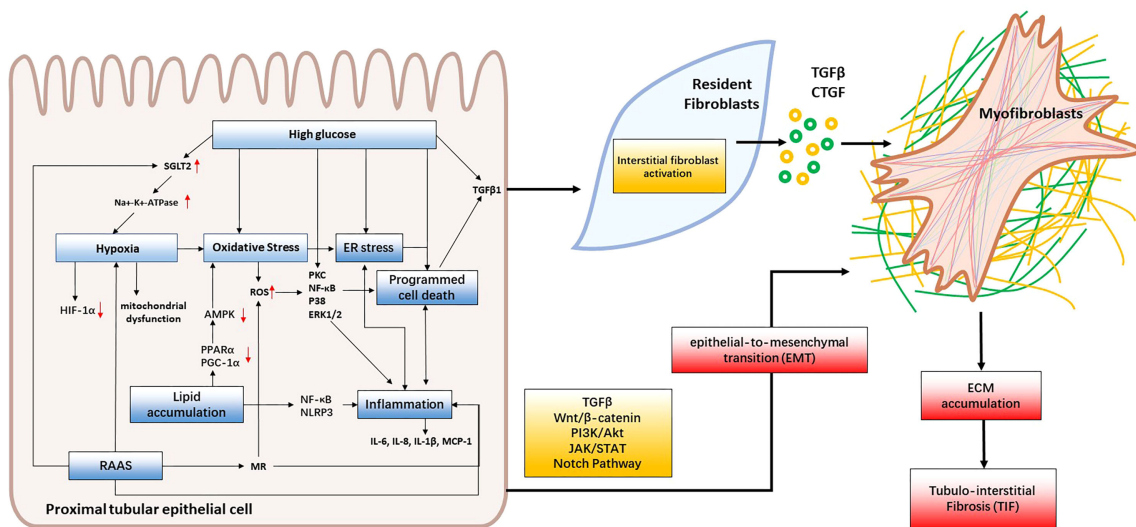 High glucose
SGLT2
Na+-K+-ATPase
Hypoxia
Oxidative Stress
ER stress
TGFβ1
HIF-1α
mitochondrial
dysfunction
ROS
PKC
NF-κB
P38
ERK1/2
Programmed
cell death
AMPK
PPARα
PGC-1α
Lipid
accumulation
NF-κB
NLRP3
Inflammation
IL-6, IL-8, IL-1β, MCP-1
RAAS
MR
Proximal tubular epithelial cell
Resident
Fibroblasts
Interstitial fibroblast
activation
TGFβ
CTGF
Myofibroblasts
epithelial-to-mesenchymal
transition (EMT)
TGFβ
Wnt/β-catenin
PI3K/Akt
JAK/STAT
Notch Pathway
ECM
accumulation
Tubulo-interstitial
Fibrosis (TIF)